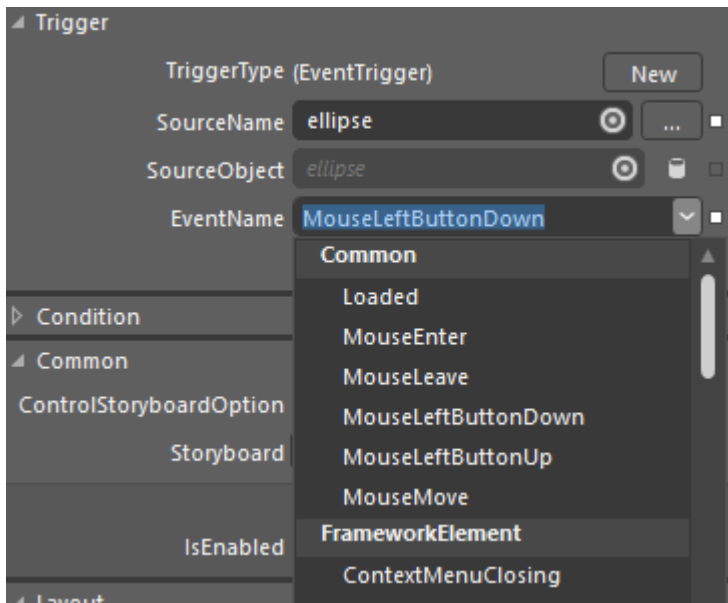 Trigger
TriggerType (EventTrigger) New
SourceName ellipse ...
SourceObject ellipse
EventName MouseLeftButtonDown
Common
Loaded
Condition
MouseEnter
Common
MouseLeave
ControlStoryboardOption
MouseLeftButtonDown
Storyboard
MouseLeftButtonUp
MouseMove
FrameworkElement
IsEnabled
ContextMenuClosing
Layout